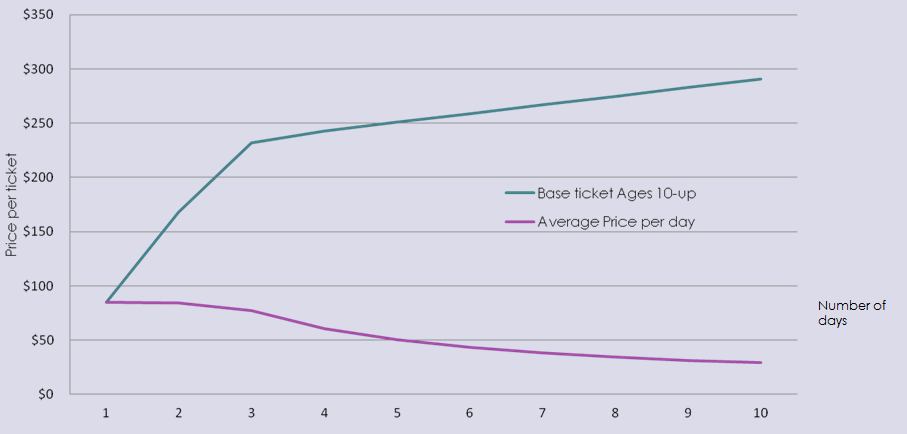 $350
$300
$250
$200
$150
$100
$50
$0
Price per ticket
Base ticket Ages 10-up
Average Price per day
Number of
days
1 2 3 4 5 6 7 8 9 10